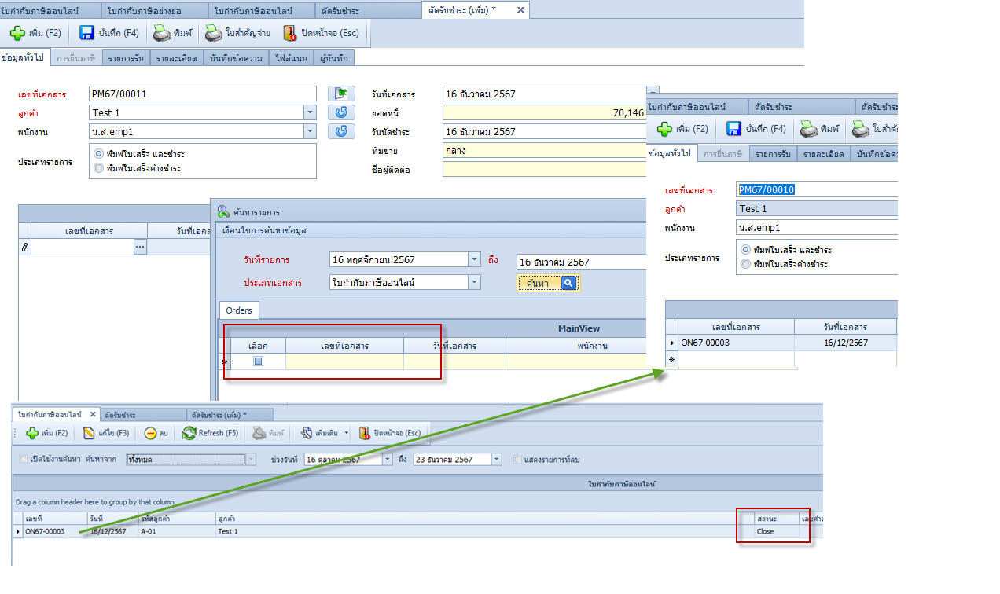 ใบกำกับภาษีออนไลน์ ใบกำกับภาษีอย่างย่อ ใบกำกับภาษีออนไลน์ ตัดรับชำระ ตัดรับชำระ (เพิ่ม) *
เพิ่ม (F2) บันทึก (F4) พิมพ์ ใบสำคัญจ่าย ปิดหน้าจอ (Esc)
ข้อมูลทั่วไป การยื่นภาษี รายการรับ รายละเอียด บันทึกข้อความ ไฟล์แนบ ผู้บันทึก
เลขที่เอกสาร PM67/00011 วันที่เอกสาร 16 ธันวาคม 2567
ลูกค้า Test 1 ยอดหนี้ 70,146
พนักงาน น.ส.emp1 วันนัดชำระ 16 ธันวาคม 2567
ประเภทรายการ พิมพ์ใบเสร็จ และชำระ ทีมขาย กลาง
พิมพ์ใบเสร็จค้างชำระ ชื่อผู้ติดต่อ
เลขที่เอกสาร วันที่เอกส
ค้นหารายการ
เงื่อนไขการค้นหาข้อมูล
วันที่รายการ 16 พฤศจิกายน 2567 ถึง 16 ธันวาคม 2567
ประเภทเอกสาร ใบกำกับภาษีออนไลน์ ค้นหา
Orders
MainView
เลือก เลขที่เอกสาร วันที่เอกสาร พนักงาน
ใบกำกับภาษีออนไลน์ ตัดรับชำระ ตัดรับชำระ
เพิ่ม (F2) บันทึก (F4) พิมพ์ ใบสำคั
ข้อมูลทั่วไป การยื่นภาษี รายการรับ รายละเอียด บันทึกข้อคว
เลขที่เอกสาร PM67/00010
ลูกค้า Test 1
พนักงาน น.ส.emp1
ประเภทรายการ พิมพ์ใบเสร็จ และชำระ
พิมพ์ใบเสร็จค้างชำระ
เลขที่เอกสาร วันที่เอกสาร
ON67-00003 16/12/2567
ใบกำกับภาษีออนไลน์ ตัดรับชำระ ตัดรับชำระ (เพิ่ม) *
เพิ่ม (F2) แก้ไข (F3) ลบ Refresh (F5) พิมพ์ เพิ่มเติม ปิดหน้าจอ (Esc)
เปิดใช้งานค้นหา ค้นหาจาก ทั้งหมด ช่วงวันที่ 16 ตุลาคม 2567 ถึง 23 ธันวาคม 2567 แสดงรายการที่ลบ
ใบกำกับภาษีออนไลน์
Drag a column header here to group by that column
เลขที่ วันที่ รหัสลูกค้า ลูกค้า สถานะ เลขคำส
ON67-00003 16/12/2567 A-01 Test 1 Close